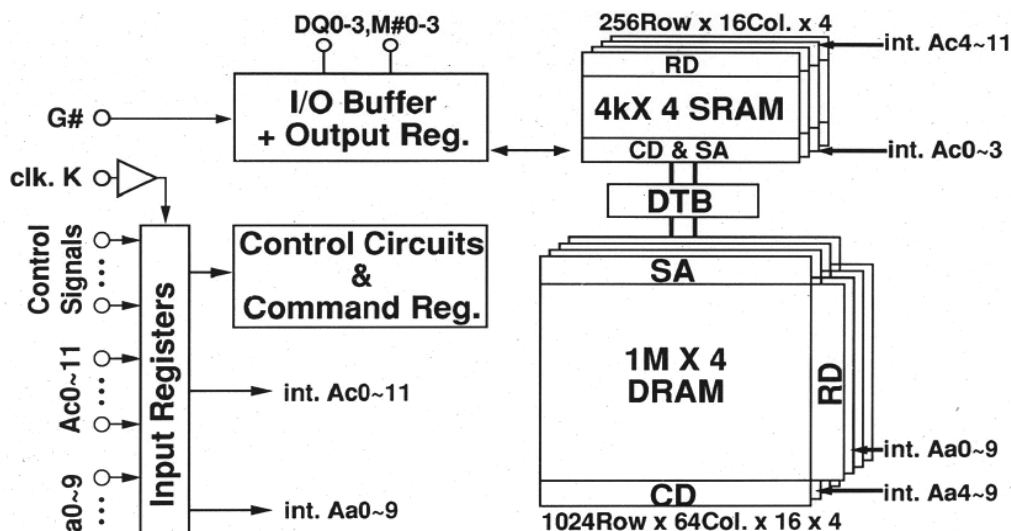 DQ0-3,M#0-3
256Row x 16Col. x 4
int. Ac4~11
RD
I/O Buffer
+ Output Reg.
4kX 4 SRAM
G#
CD & SA
int. Ac0~3
clk. K
DTB
Control
Signals
Control Circuits
&
Command Reg.
SA
Input Registers
1M X 4
DRAM
RD
Ac0~11
int. Ac0~11
int. Aa0~9
a0~9
int. Aa0~9
CD
int. Aa4~9
1024Row x 64Col. x 16 x 4